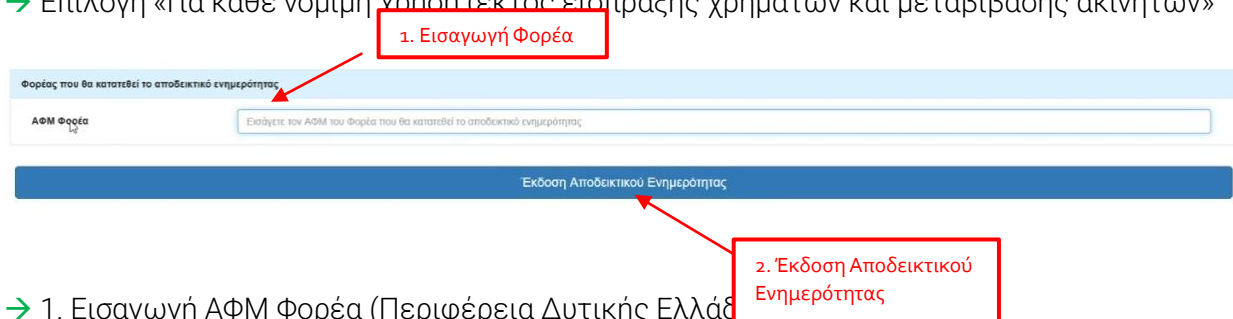 → Επιλογή «Για κάθε νόμιμη χρήση (εκτός είσπραξης χρημάτων και μεταβίβασης ακινήτων»
1. Εισαγωγή Φορέα
Φορέας που θα κατατεθεί το αποδεικτικό ενημερότητας
ΑΦΜ Φορέα
Εισάγετε τον ΑΦΜ του Φορέα που θα κατατεθεί το αποδεικτικό ενημερότητας
Έκδοση Αποδεικτικού Ενημερότητας
2. Έκδοση Αποδεικτικού
Ενημερότητας
→ 1. Εισαγωγή ΑΦΜ Φορέα (Περιφέρεια Δυτικής